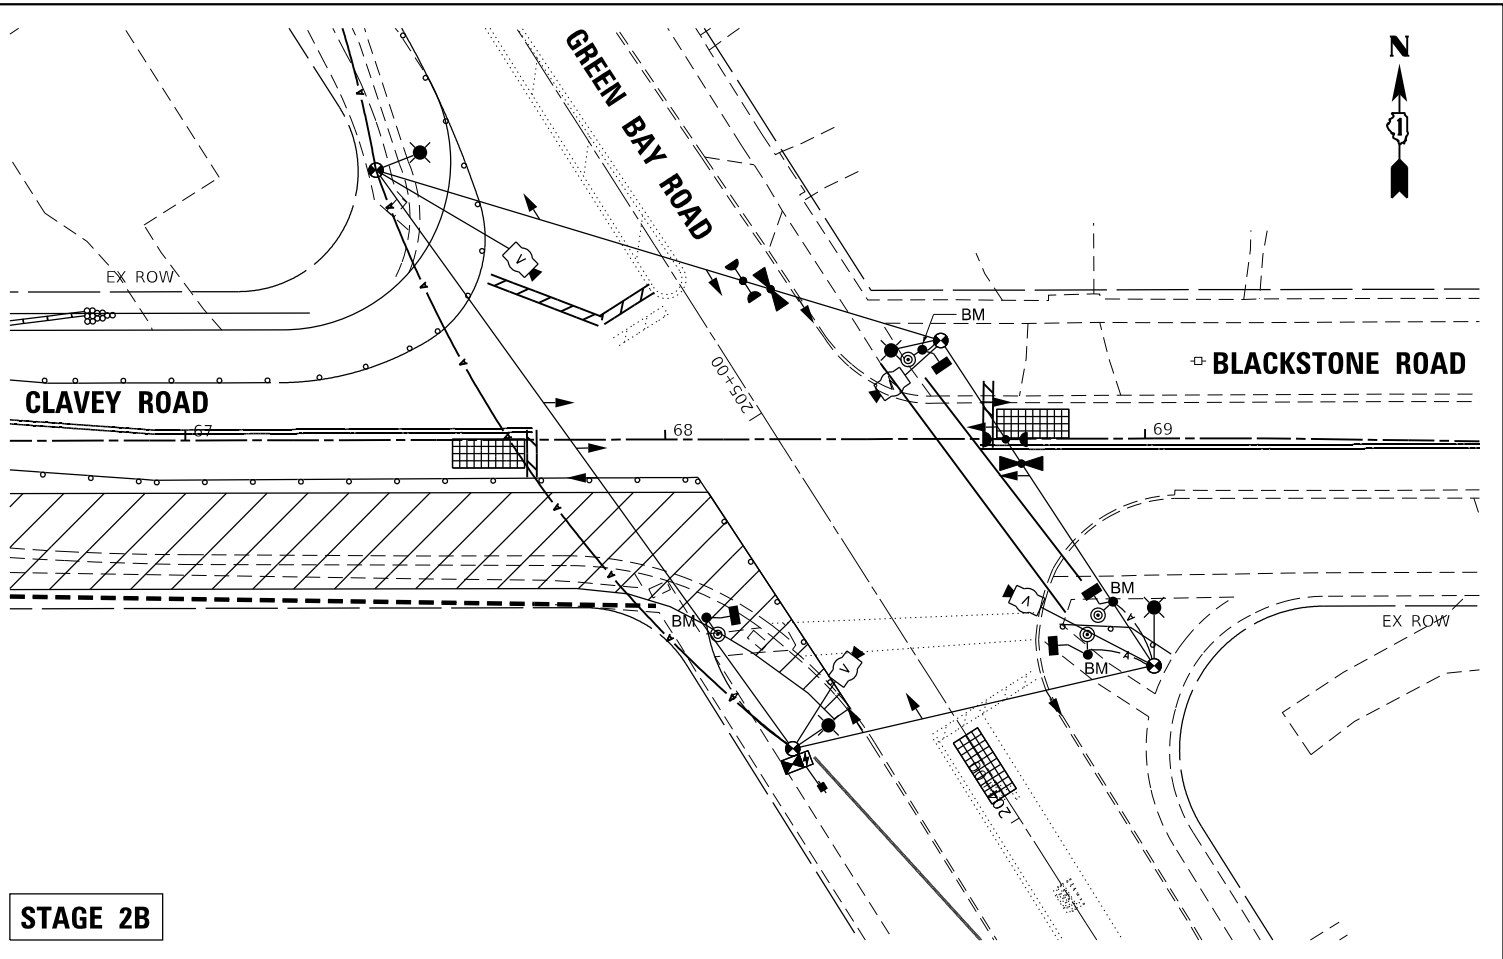 N
1
GREEN BAY ROAD
EX ROW
V
BM
BLACKSTONE ROAD
V
205+00
CLAVEY ROAD
67
68
69
BM
V
BM
EX ROW
BM
V
STAGE 2B